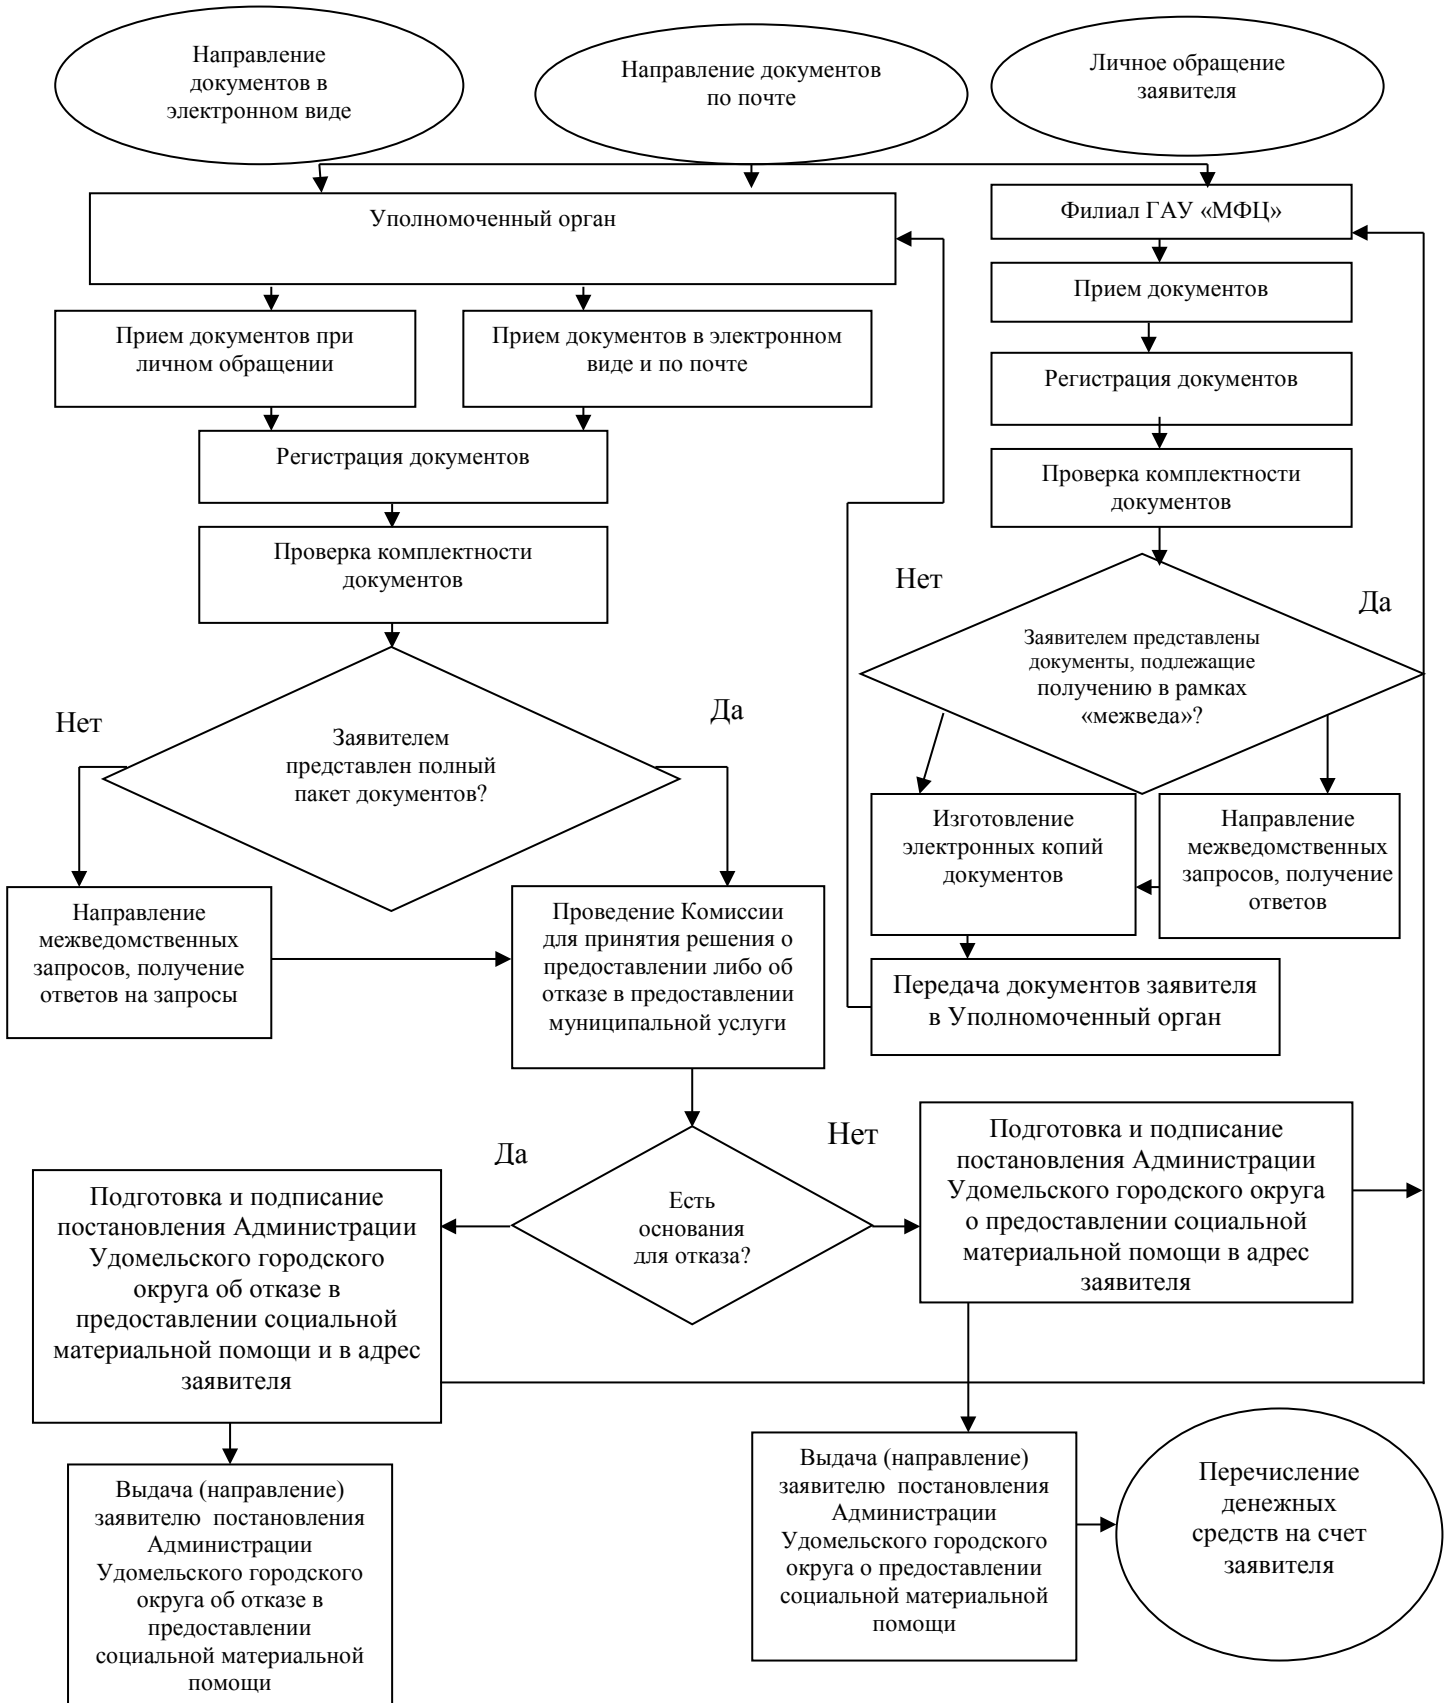 Направление
документов в
электронном виде
Направление документов
по почте
Личное обращение
заявителя
Уполномоченный орган
Филиал ГАУ «МФЦ»
Прием документов
Прием документов при
личном обращении
Прием документов в электронном
виде и по почте
Регистрация документов
Регистрация документов
Проверка комплектности
документов
Проверка комплектности
документов
Нет
Да
Заявителем представлены
документы, подлежащие
получению в рамках
«межведа»?
Нет
Да
Заявителем
представлен полный
пакет документов?
Изготовление
электронных копий
документов
Направление
межведомственных
запросов, получение
ответов
Направление
межведомственных
запросов, получение
ответов на запросы
Проведение Комиссии
для принятия решения о
предоставлении либо об
отказе в предоставлении
муниципальной услуги
Передача документов заявителя
в Уполномоченный орган
Да
Нет
Есть
основания
для отказа?
Подготовка и подписание
постановления Администрации
Удомельского городского округа
о предоставлении социальной
материальной помощи в адрес
заявителя
Подготовка и подписание
постановления Администрации
Удомельского городского
округа об отказе в
предоставлении социальной
материальной помощи и в адрес
заявителя
Выдача (направление)
заявителю постановления
Администрации
Удомельского городского
округа о предоставлении
социальной материальной
помощи
Перечисление
денежных
средств на счет
заявителя
Выдача (направление)
заявителю постановления
Администрации
Удомельского городского
округа об отказе в
предоставлении
социальной материальной
помощи